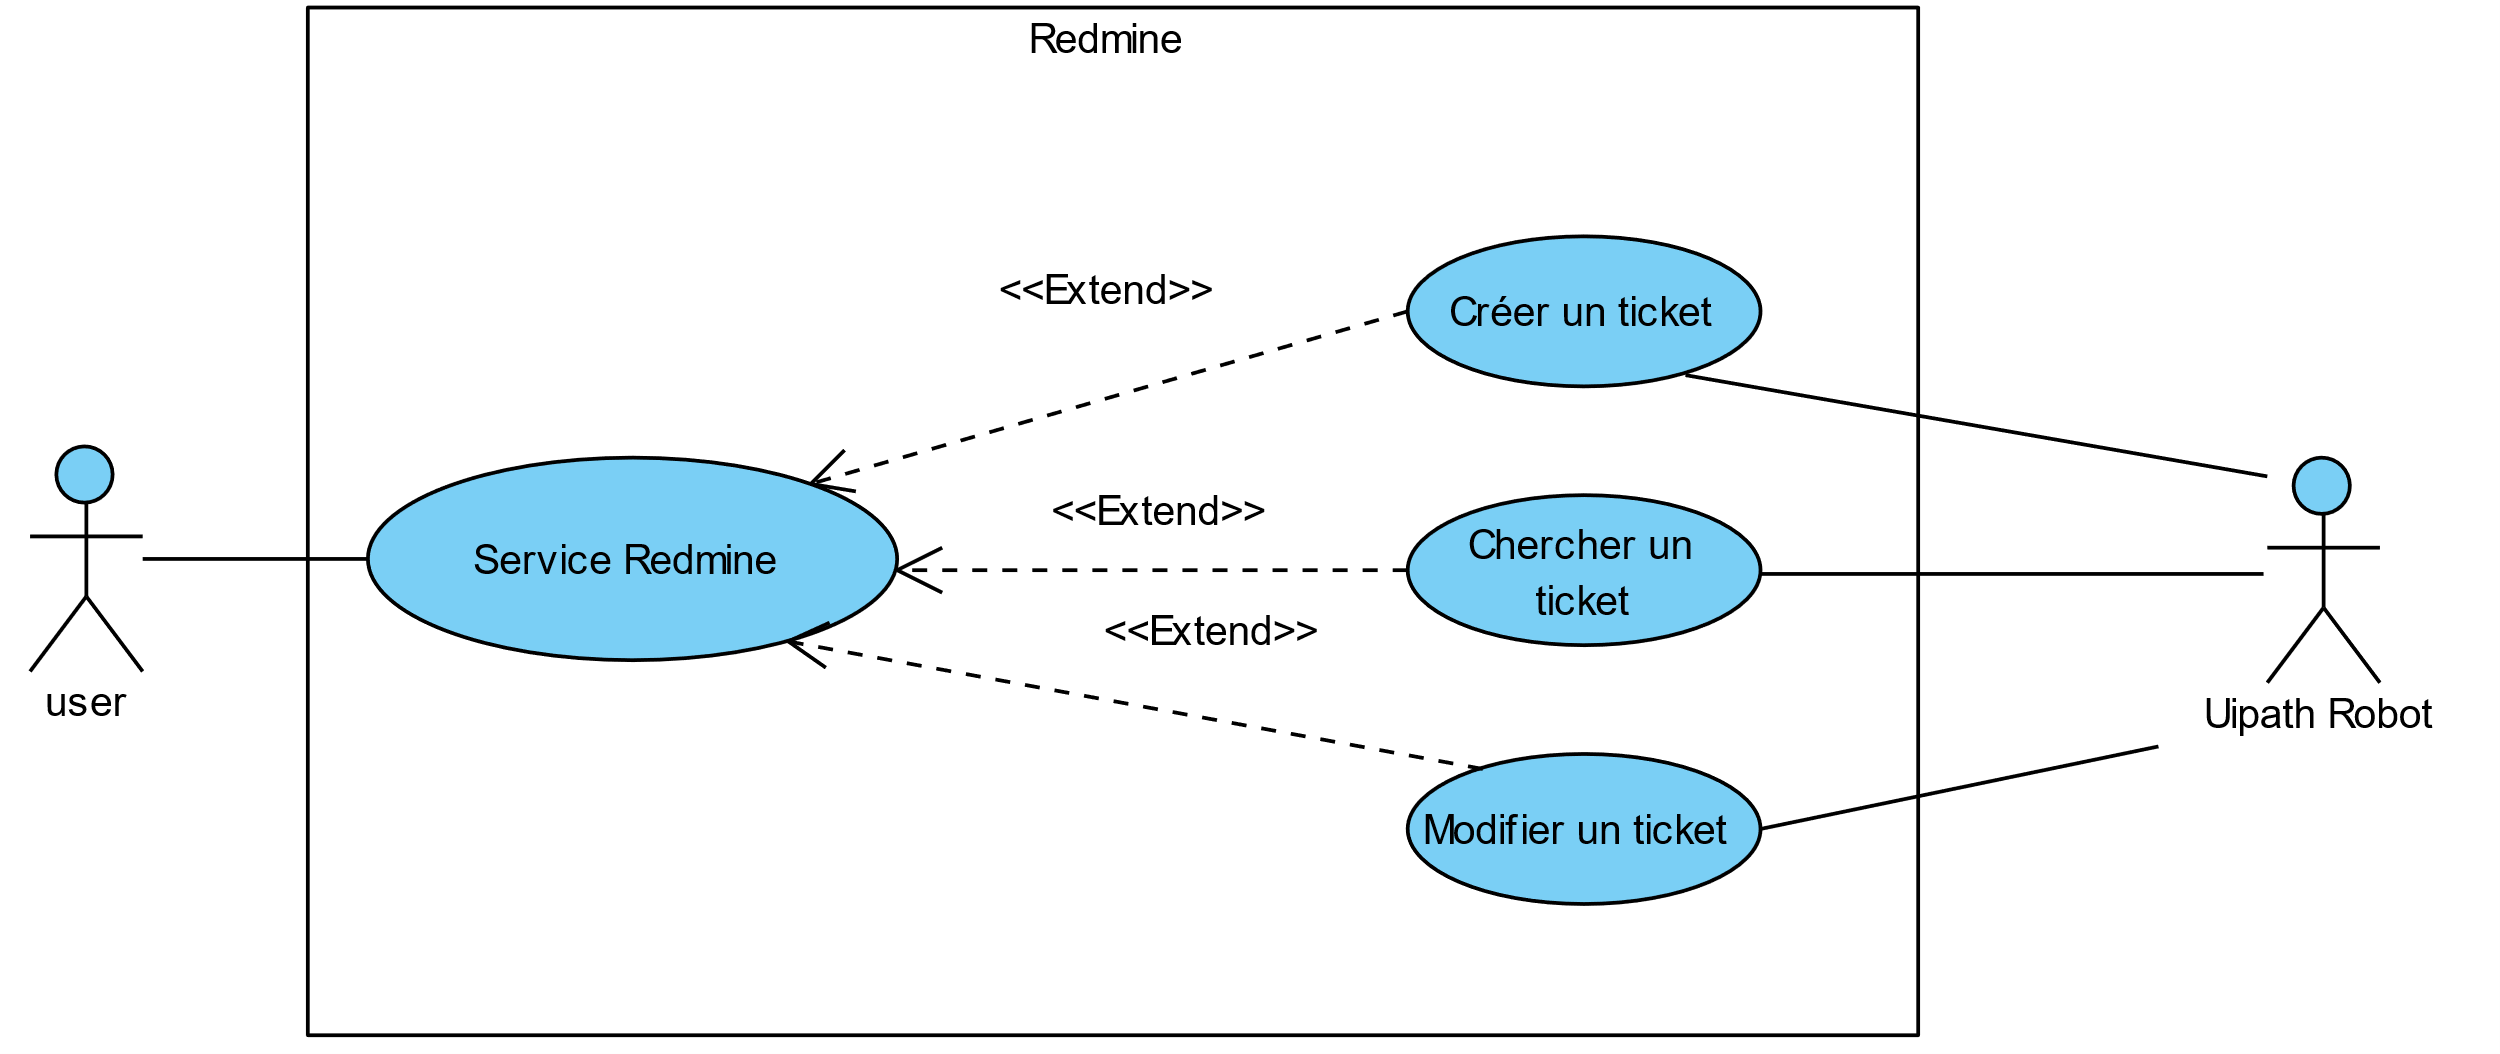 Redmine
<<Extend>>
Créer un ticket
<<Extend>>
Chercher un
ticket
Service Redmine
<<Extend>>
user
Uipath Robot
Modifier un ticket